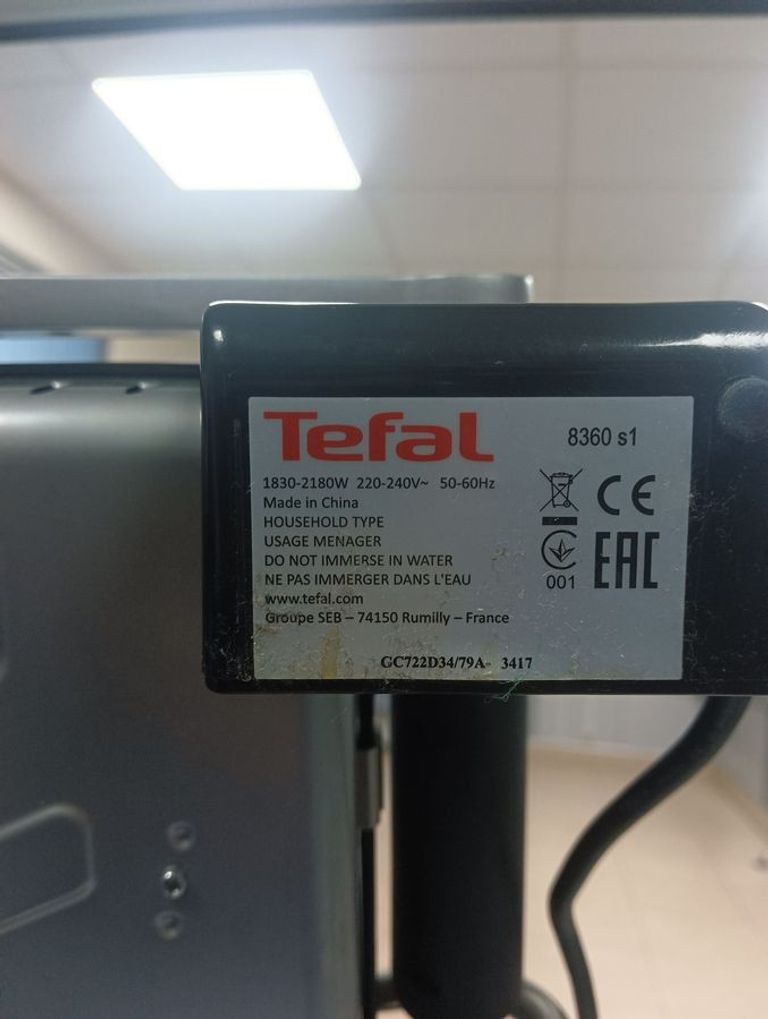 Tefal
8360 s1
1830-2180W 220-240V~ 50-60Hz
Made in China
HOUSEHOLD TYPE
USAGE MENAGER
DO NOT IMMERSE IN WATER
NE PAS IMMERGER DANS L'EAU
www.tefal.com
Groupe SEB – 74150 Rumilly – France
CE
001
EAC
GC722D34/79A- 3417